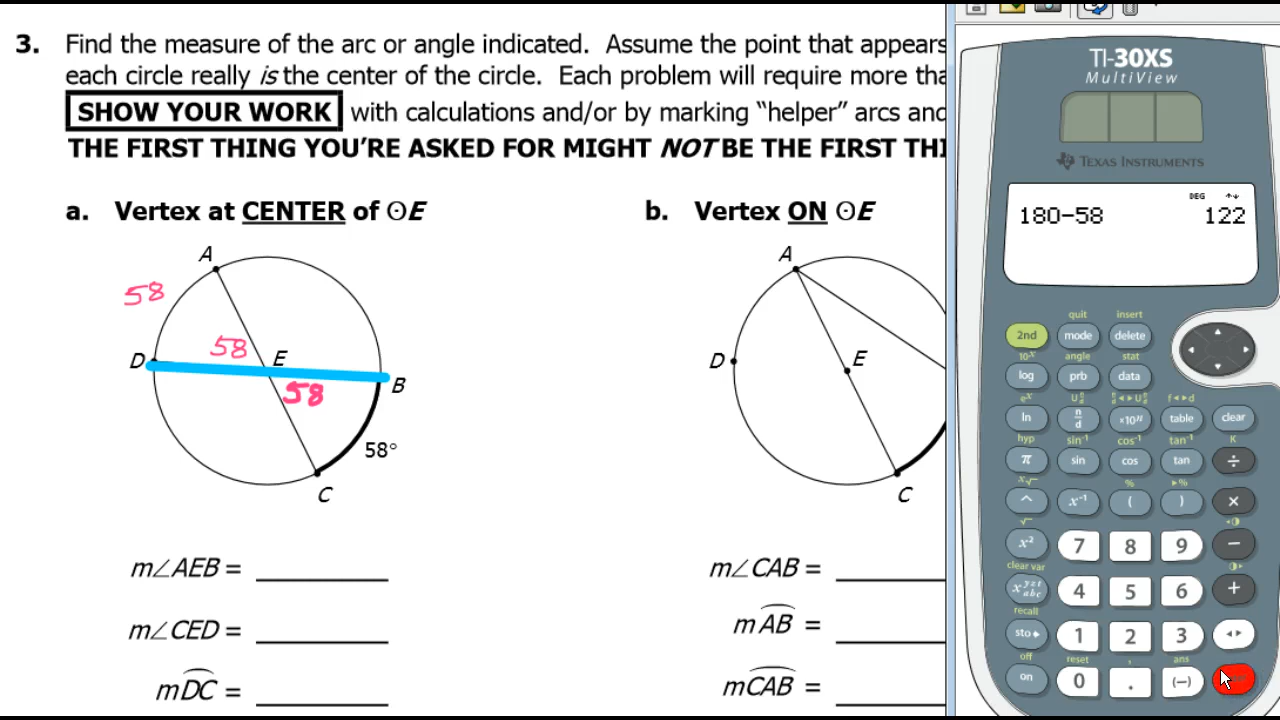 3. Find the measure of the arc or angle indicated. Assume the point that appears
each circle really is the center of the circle. Each problem will require more tha
SHOW YOUR WORK with calculations and/or by marking “helper” arcs and
THE FIRST THING YOU’RE ASKED FOR MIGHT NOT BE THE FIRST THI
a. Vertex at CENTER of ⊙E
A
58
58
D
E
58
B
58°
C
m∠AEB =
m∠CED =
mDC =
b. Vertex ON ⊙E
A
D
E
C
m∠CAB =
mAB =
mCAB =
TI-30XS
MultiView
TEXAS INSTRUMENTS
DEG
180-58 122
quit insert
2nd mode delete
10ˣ angle stat
log prb data
eˣ f◄►d
ln n/d ×10ⁿ table clear
hyp sin⁻¹ cos⁻¹ tan⁻¹ K
π sin cos tan ÷
x√ % ►%
^ x⁻¹ ( ) ×
√
x² 7 8 9 −
clear var
x yzt abc 4 5 6 +
recall
sto► 1 2 3 ◄►
off reset , ans
on 0 . (−)